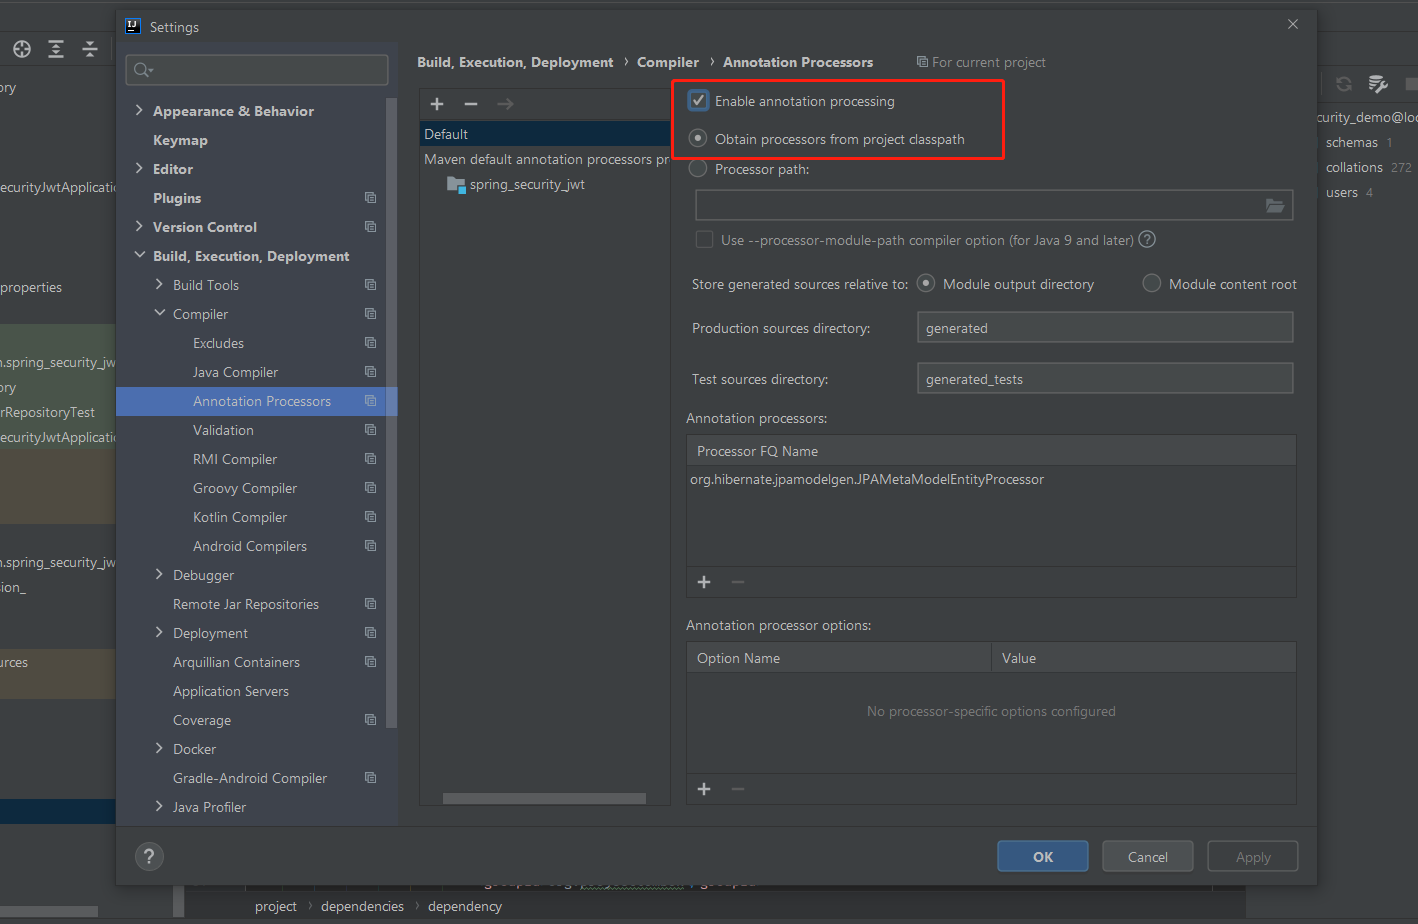 Settings
Build, Execution, Deployment › Compiler › Annotation Processors
For current project
Appearance & Behavior
Keymap
Editor
Plugins
Version Control
Build, Execution, Deployment
Build Tools
Compiler
Excludes
Java Compiler
Annotation Processors
Validation
RMI Compiler
Groovy Compiler
Kotlin Compiler
Android Compilers
Debugger
Remote Jar Repositories
Deployment
Arquillian Containers
Application Servers
Coverage
Docker
Gradle-Android Compiler
Java Profiler
Default
Maven default annotation processors pr
spring_security_jwt
Enable annotation processing
Obtain processors from project classpath
Processor path:
Use --processor-module-path compiler option (for Java 9 and later)
Store generated sources relative to:
Module output directory
Module content root
Production sources directory:
generated
Test sources directory:
generated_tests
Annotation processors:
Processor FQ Name
org.hibernate.jpamodelgen.JPAMetaModelEntityProcessor
Annotation processor options:
Option Name
Value
No processor-specific options configured
?
OK
Cancel
Apply
ory
ecurityJwtApplicatio
properties
n.spring_security_jw
ory
rRepositoryTest
ecurityJwtApplicatio
n.spring_security_jw
sion_
urces
curity_demo@loc
schemas 1
collations 272
users 4
project › dependencies › dependency